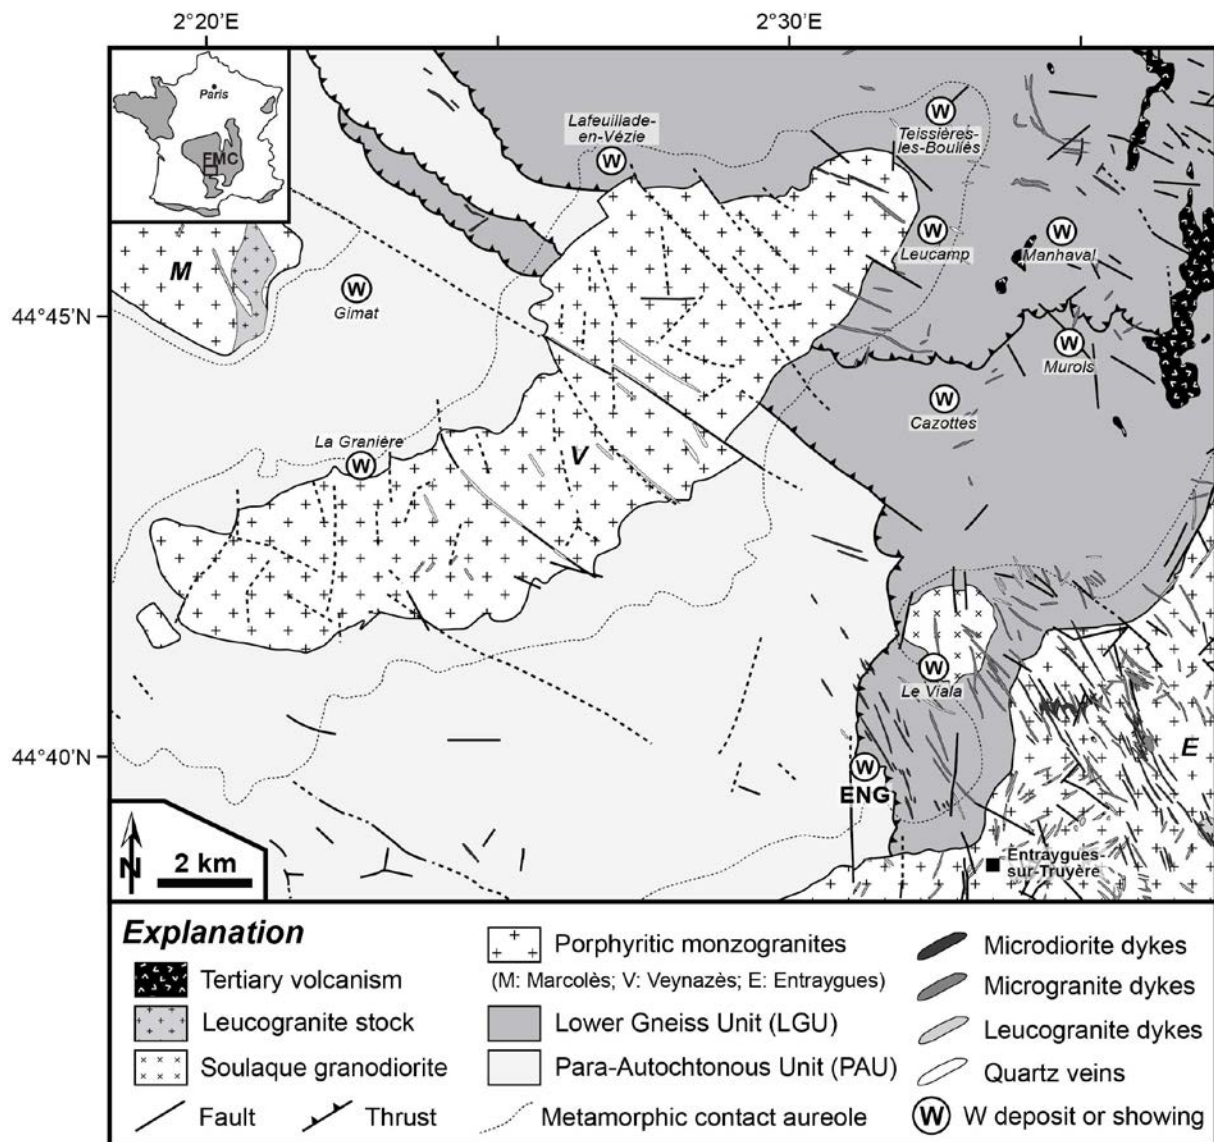 2°20'E
2°30'E
Paris
FMC
Lafeuillade-
en-Vézie
W
W
Teissières-
les-Bouliès
M
W
Gimat
W
Leucamp
W
Manhaval
44°45'N
W
Murols
W
Cazottes
La Granière
W
V
W
Le Viala
E
44°40'N
W
ENG
N
2 km
Entraygues-
sur-Truyère
Explanation
Tertiary volcanism
Leucogranite stock
Soulaque granodiorite
Fault
Thrust
Porphyritic monzogranites
(M: Marcolès; V: Veynazès; E: Entraygues)
Lower Gneiss Unit (LGU)
Para-Autochtonous Unit (PAU)
Metamorphic contact aureole
Microdiorite dykes
Microgranite dykes
Leucogranite dykes
Quartz veins
W W deposit or showing